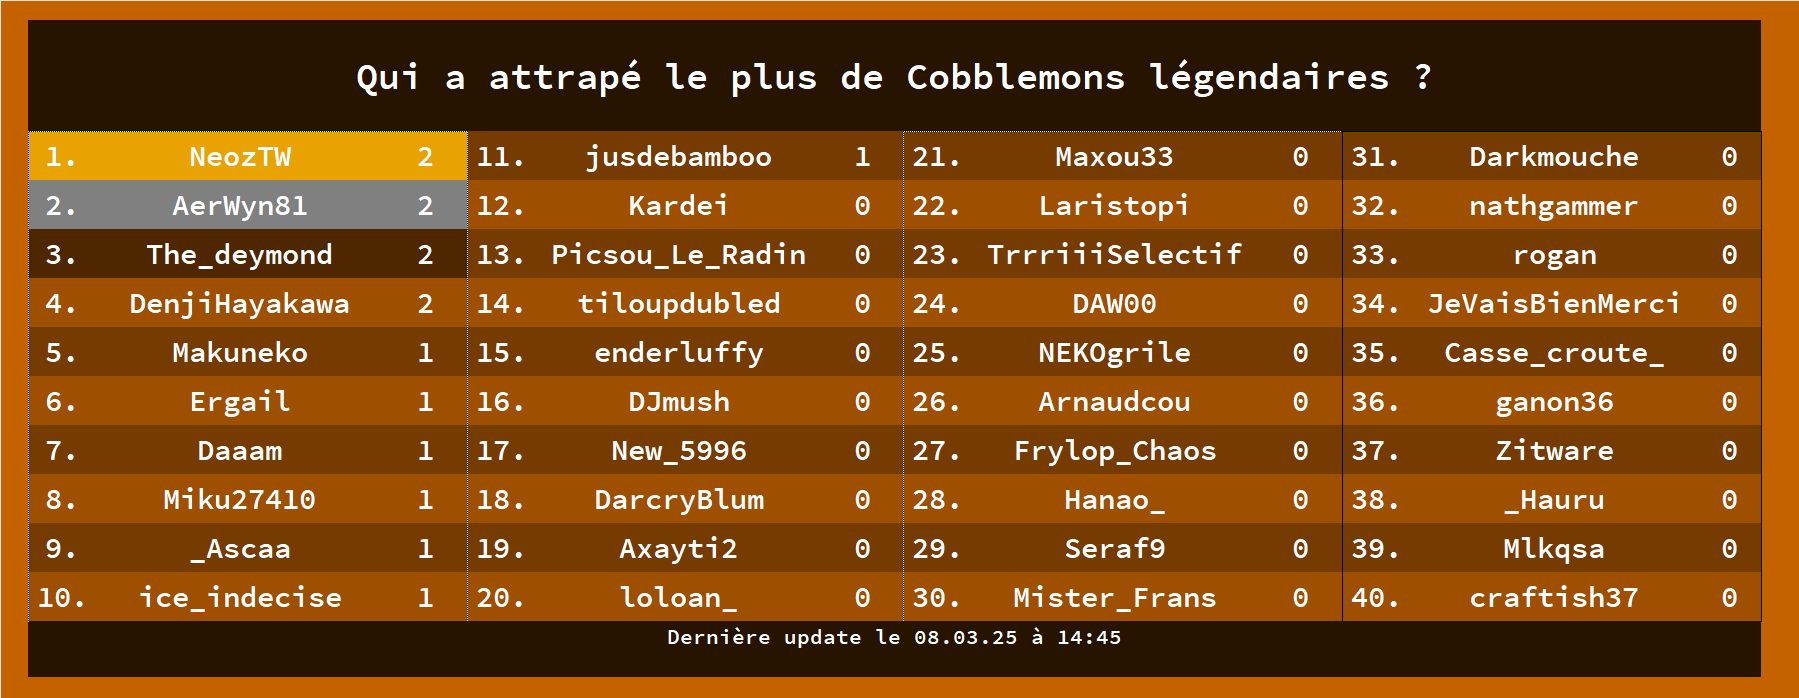 Qui a attrapé le plus de Cobblemons légendaires ?
1. NeozTW 2
2. AerWyn81 2
3. The_deymond 2
4. DenjiHayakawa 2
5. Makuneko 1
6. Ergail 1
7. Daaam 1
8. Miku27410 1
9. _Ascaa 1
10. ice_indecise 1
11. jusdebamboo 1
12. Kardei 0
13. Picsou_Le_Radin 0
14. tiloupdubled 0
15. enderluffy 0
16. DJmush 0
17. New_5996 0
18. DarcryBlum 0
19. Axayti2 0
20. loloan_ 0
21. Maxou33 0
22. Laristopi 0
23. TrrriiiSelectif 0
24. DAW00 0
25. NEKOgrile 0
26. Arnaudcou 0
27. Frylop_Chaos 0
28. Hanao_ 0
29. Seraf9 0
30. Mister_Frans 0
31. Darkmouche 0
32. nathgammer 0
33. rogan 0
34. JeVaisBienMerci 0
35. Casse_croute_ 0
36. ganon36 0
37. Zitware 0
38. _Hauru 0
39. Mlkqsa 0
40. craftish37 0
Dernière update le 08.03.25 à 14:45